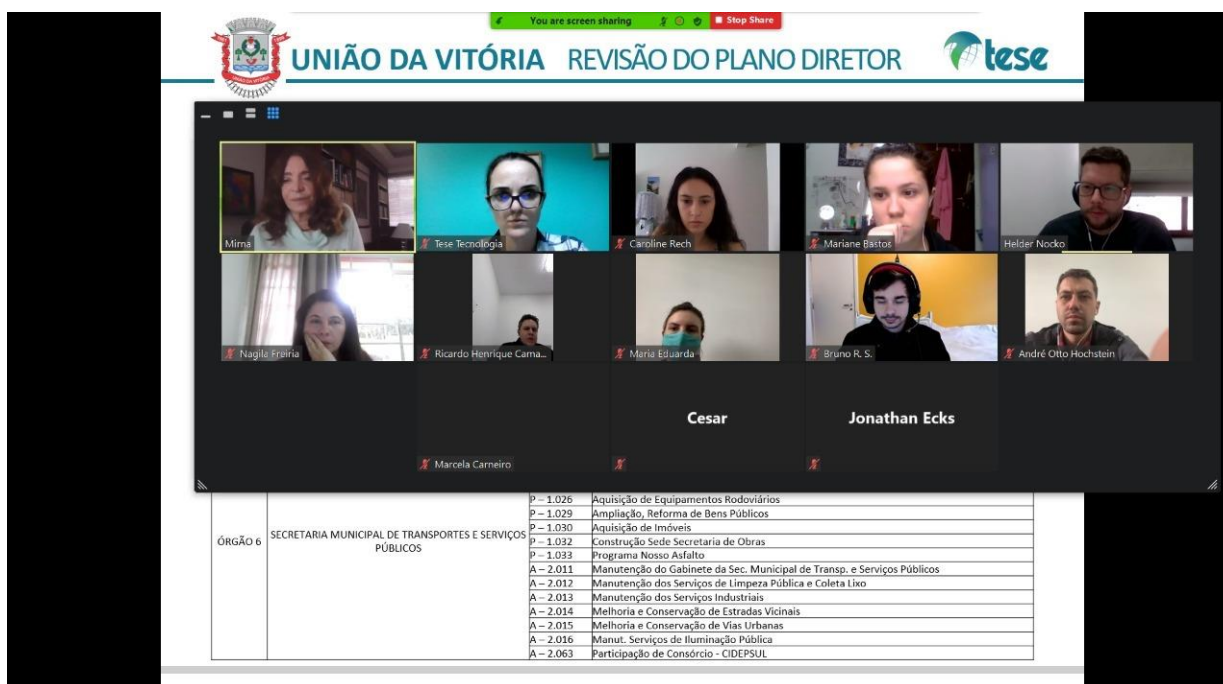 You are screen sharing
Stop Share
UNIÃO DA VITÓRIA REVISÃO DO PLANO DIRETOR
tese
Mirna
Tese Tecnologia
Caroline Rech
Mariane Bastos
Helder Nocko
Nagila Freiria
Ricardo Henrique Cama...
Maria Eduarda
Bruno R. S.
André Otto Hochstein
Marcela Carneiro
Cesar
Jonathan Ecks
ÓRGÃO 6
SECRETARIA MUNICIPAL DE TRANSPORTES E SERVIÇOS
PÚBLICOS
P – 1.026 Aquisição de Equipamentos Rodoviários
P – 1.029 Ampliação, Reforma de Bens Públicos
P – 1.030 Aquisição de Imóveis
P – 1.032 Construção Sede Secretaria de Obras
P – 1.033 Programa Nosso Asfalto
A – 2.011 Manutenção do Gabinete da Sec. Municipal de Transp. e Serviços Públicos
A – 2.012 Manutenção dos Serviços de Limpeza Pública e Coleta Lixo
A – 2.013 Manutenção dos Serviços Industriais
A – 2.014 Melhoria e Conservação de Estradas Vicinais
A – 2.015 Melhoria e Conservação de Vias Urbanas
A – 2.016 Manut. Serviços de Iluminação Pública
A – 2.063 Participação de Consórcio - CIDEPSUL